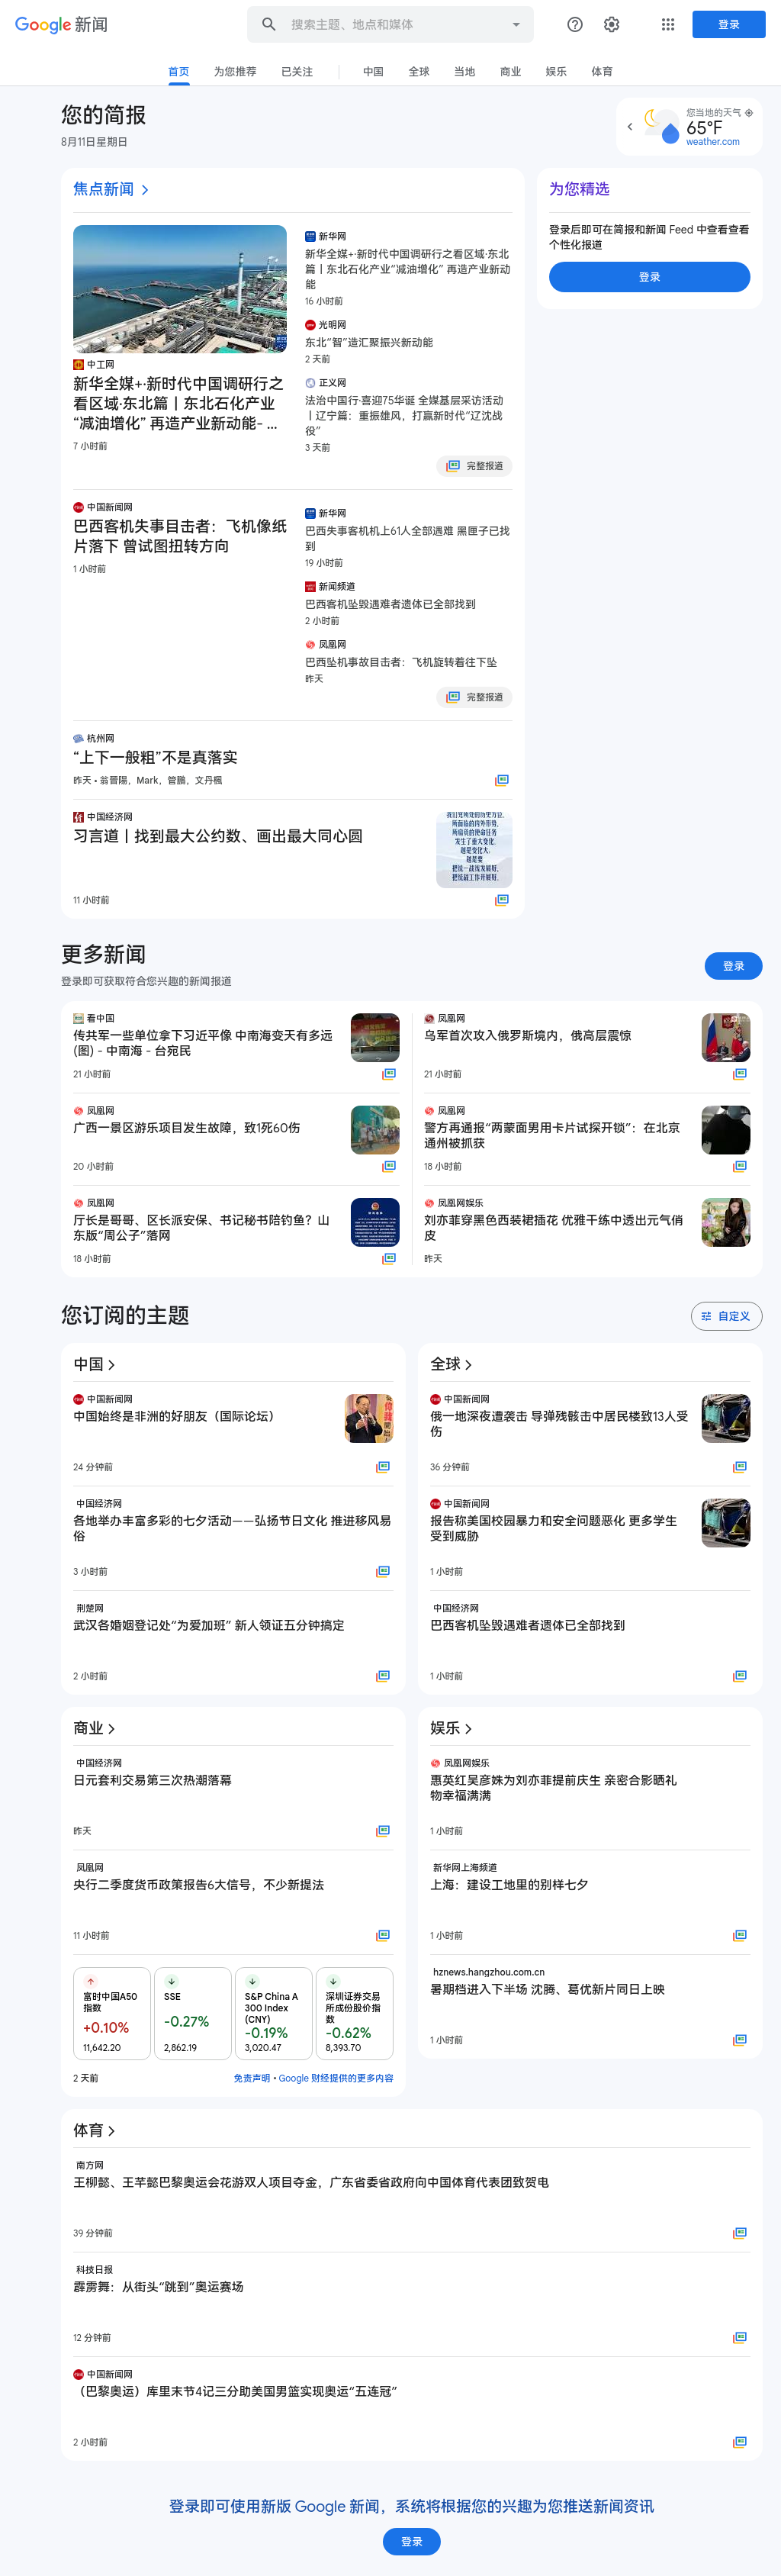 Google 新闻
搜索主题、地点和媒体
登录
首页
为您推荐
已关注
中国
全球
当地
商业
娱乐
体育
您的简报
8月11日星期日
您当地的天气
65°F
weather.com
焦点新闻
中工网
新华全媒+·新时代中国调研行之
看区域·东北篇丨东北石化产业
“减油增化” 再造产业新动能- ...
7 小时前
新华网
新华全媒+·新时代中国调研行之看区域·东北
篇丨东北石化产业“减油增化” 再造产业新动
能
16 小时前
光明网
东北“智”造汇聚振兴新动能
2 天前
正义网
法治中国行·喜迎75华诞 全媒基层采访活动
丨辽宁篇：重振雄风，打赢新时代“辽沈战
役”
3 天前
完整报道
中国新闻网
巴西客机失事目击者：飞机像纸
片落下 曾试图扭转方向
1 小时前
新华网
巴西失事客机机上61人全部遇难 黑匣子已找
到
19 小时前
新闻频道
巴西客机坠毁遇难者遗体已全部找到
2 小时前
凤凰网
巴西坠机事故目击者：飞机旋转着往下坠
昨天
完整报道
杭州网
“上下一般粗”不是真落实
昨天 • 翁晉陽，Mark，管鵬，文丹楓
中国经济网
习言道丨找到最大公约数、画出最大同心圆
11 小时前
所面临的内外形势，
所肩负的使命任务
发生了重大变化。
越是变化大，
越是要
把统一战线发展好、
把统战工作开展好。
为您精选
登录后即可在简报和新闻 Feed 中查看查看
个性化报道
登录
更多新闻
登录即可获取符合您兴趣的新闻报道
登录
看中国
传共军一些单位拿下习近平像 中南海变天有多远
(图) - 中南海 - 台宛民
21 小时前
凤凰网
乌军首次攻入俄罗斯境内，俄高层震惊
21 小时前
凤凰网
广西一景区游乐项目发生故障，致1死60伤
20 小时前
凤凰网
警方再通报“两蒙面男用卡片试探开锁”：在北京
通州被抓获
18 小时前
凤凰网
厅长是哥哥、区长派安保、书记秘书陪钓鱼？山
东版“周公子”落网
18 小时前
凤凰网娱乐
刘亦菲穿黑色西装裙插花 优雅干练中透出元气俏
皮
昨天
您订阅的主题
自定义
中国
中国新闻网
中国始终是非洲的好朋友（国际论坛）
24 分钟前
中国经济网
各地举办丰富多彩的七夕活动——弘扬节日文化 推进移风易
俗
3 小时前
荆楚网
武汉各婚姻登记处“为爱加班” 新人领证五分钟搞定
2 小时前
全球
中国新闻网
俄一地深夜遭袭击 导弹残骸击中居民楼致13人受
伤
36 分钟前
中国新闻网
报告称美国校园暴力和安全问题恶化 更多学生
受到威胁
1 小时前
中国经济网
巴西客机坠毁遇难者遗体已全部找到
1 小时前
商业
中国经济网
日元套利交易第三次热潮落幕
昨天
凤凰网
央行二季度货币政策报告6大信号，不少新提法
11 小时前
富时中国A50
指数
+0.10%
11,642.20
SSE
-0.27%
2,862.19
S&P China A
300 Index
(CNY)
-0.19%
3,020.47
深圳证券交易
所成份股价指
数
-0.62%
8,393.70
2 天前
免责声明 • Google 财经提供的更多内容
娱乐
凤凰网娱乐
惠英红吴彦姝为刘亦菲提前庆生 亲密合影晒礼
物幸福满满
1 小时前
新华网上海频道
上海：建设工地里的别样七夕
1 小时前
hznews.hangzhou.com.cn
暑期档进入下半场 沈腾、葛优新片同日上映
1 小时前
体育
南方网
王柳懿、王芊懿巴黎奥运会花游双人项目夺金，广东省委省政府向中国体育代表团致贺电
39 分钟前
科技日报
霹雳舞：从街头“跳到”奥运赛场
12 分钟前
中国新闻网
（巴黎奥运）库里末节4记三分助美国男篮实现奥运“五连冠”
2 小时前
登录即可使用新版 Google 新闻，系统将根据您的兴趣为您推送新闻资讯
登录